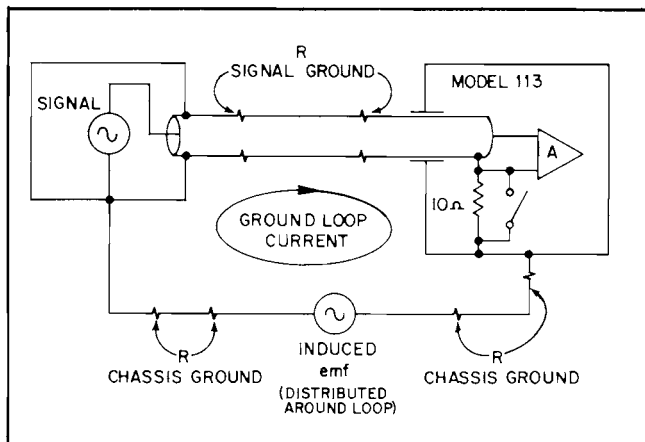 R
SIGNAL GROUND
MODEL 113
SIGNAL
A
10Ω
GROUND LOOP
CURRENT
R
CHASSIS GROUND
INDUCED
emf
(DISTRIBUTED
AROUND LOOP)
R
CHASSIS GROUND